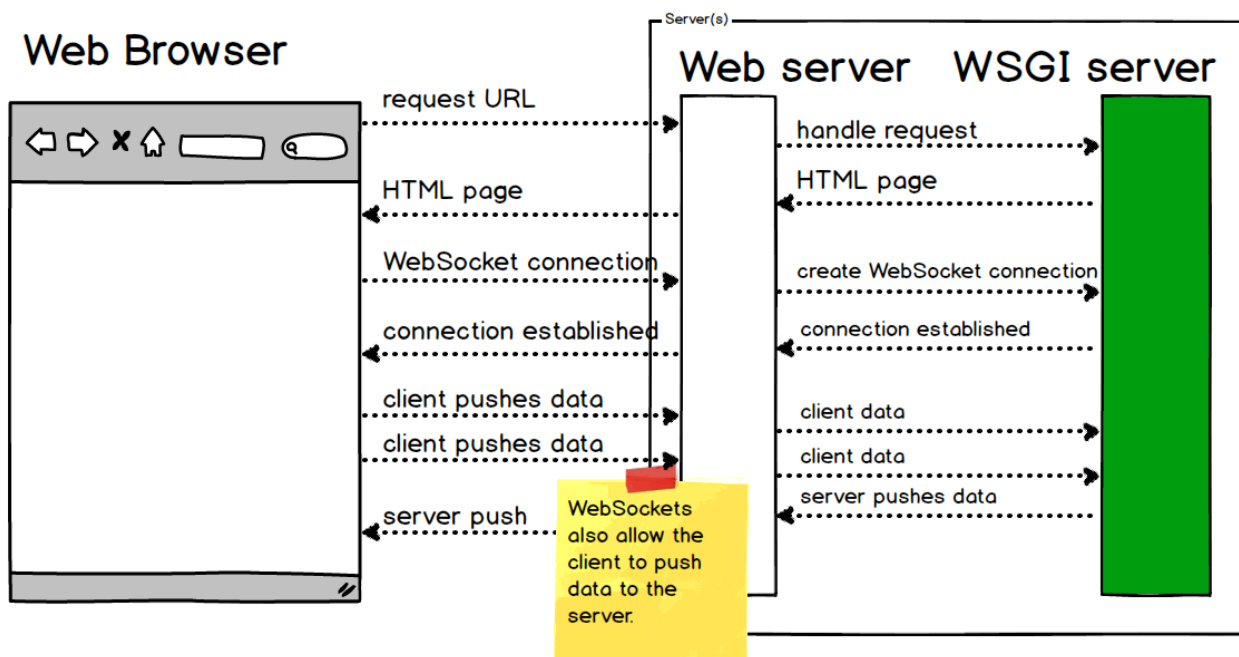 Server(s)
Web Browser
Web server
WSGI server
request URL
handle request
HTML page
HTML page
WebSocket connection
create WebSocket connection
connection established
connection established
client pushes data
client data
client pushes data
client data
server pushes data
server push
WebSockets
also allow the
client to push
data to the
server.